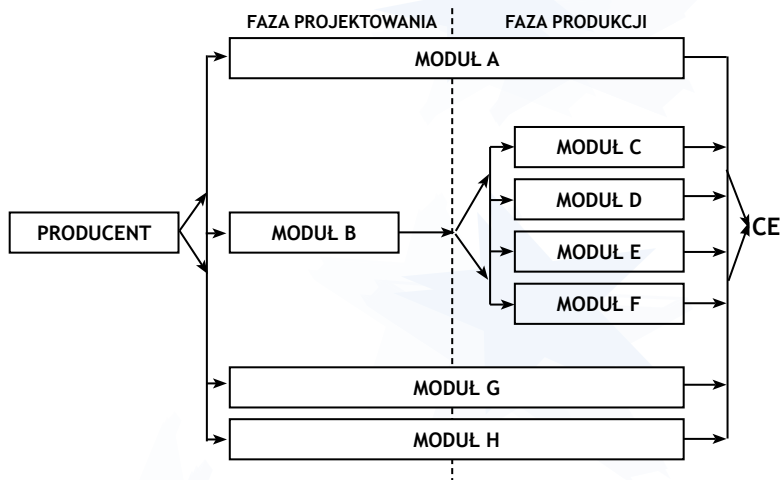 FAZA PROJEKTOWANIA
FAZA PRODUKCJI
MODUŁ A
MODUŁ C
MODUŁ D
PRODUCENT
MODUŁ B
CE
MODUŁ E
MODUŁ F
MODUŁ G
MODUŁ H